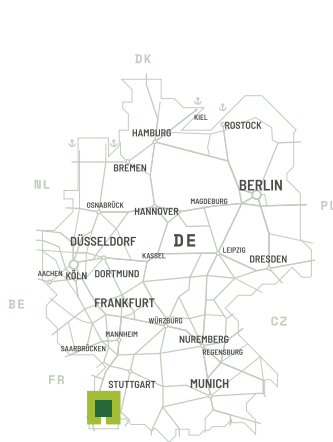 DK
KIEL
ROSTOCK
HAMBURG
BREMEN
NL
BERLIN
OSNABRÜCK
MAGDEBURG
PL
HANNOVER
DÜSSELDORF
DE
LEIPZIG
KASSEL
DRESDEN
AACHEN
KÖLN
DORTMUND
BE
FRANKFURT
WÜRZBURG
CZ
MANNHEIM
NUREMBERG
SAARBRÜCKEN
REGENSBURG
FR
STUTTGART
MUNICH